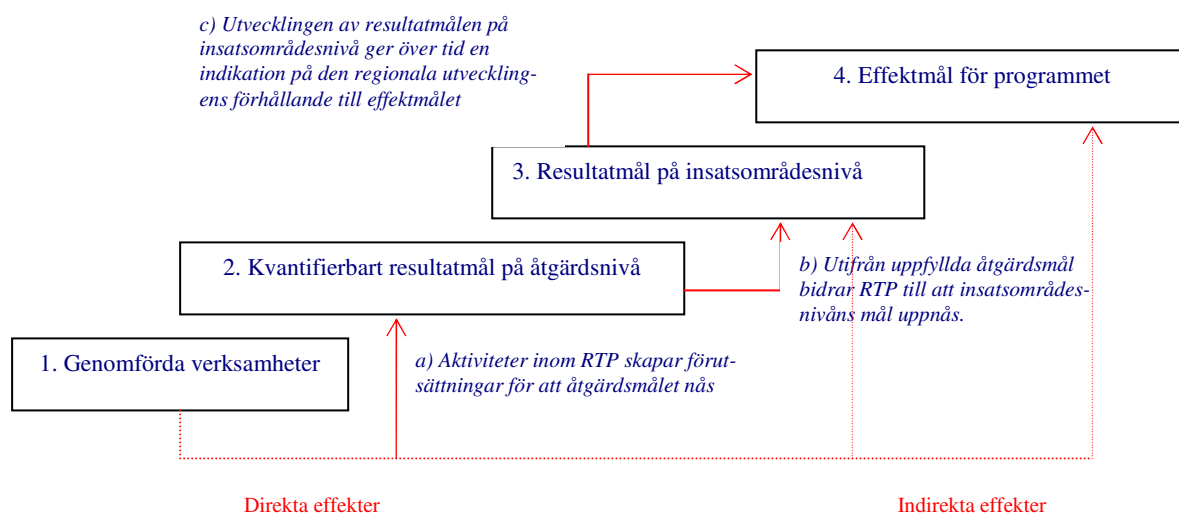 c) Utvecklingen av resultatmålen på
insatsområdesnivå ger över tid en
indikation på den regionala utveckling-
ens förhållande till effektmålet
4. Effektmål för programmet
3. Resultatmål på insatsområdesnivå
2. Kvantifierbart resultatmål på åtgärdsnivå
b) Utifrån uppfyllda åtgärdsmål
bidrar RTP till att insatsområdes-
nivåns mål uppnås.
1. Genomförda verksamheter
a) Aktiviteter inom RTP skapar förut-
sättningar för att åtgärdsmålet nås
Direkta effekter
Indirekta effekter